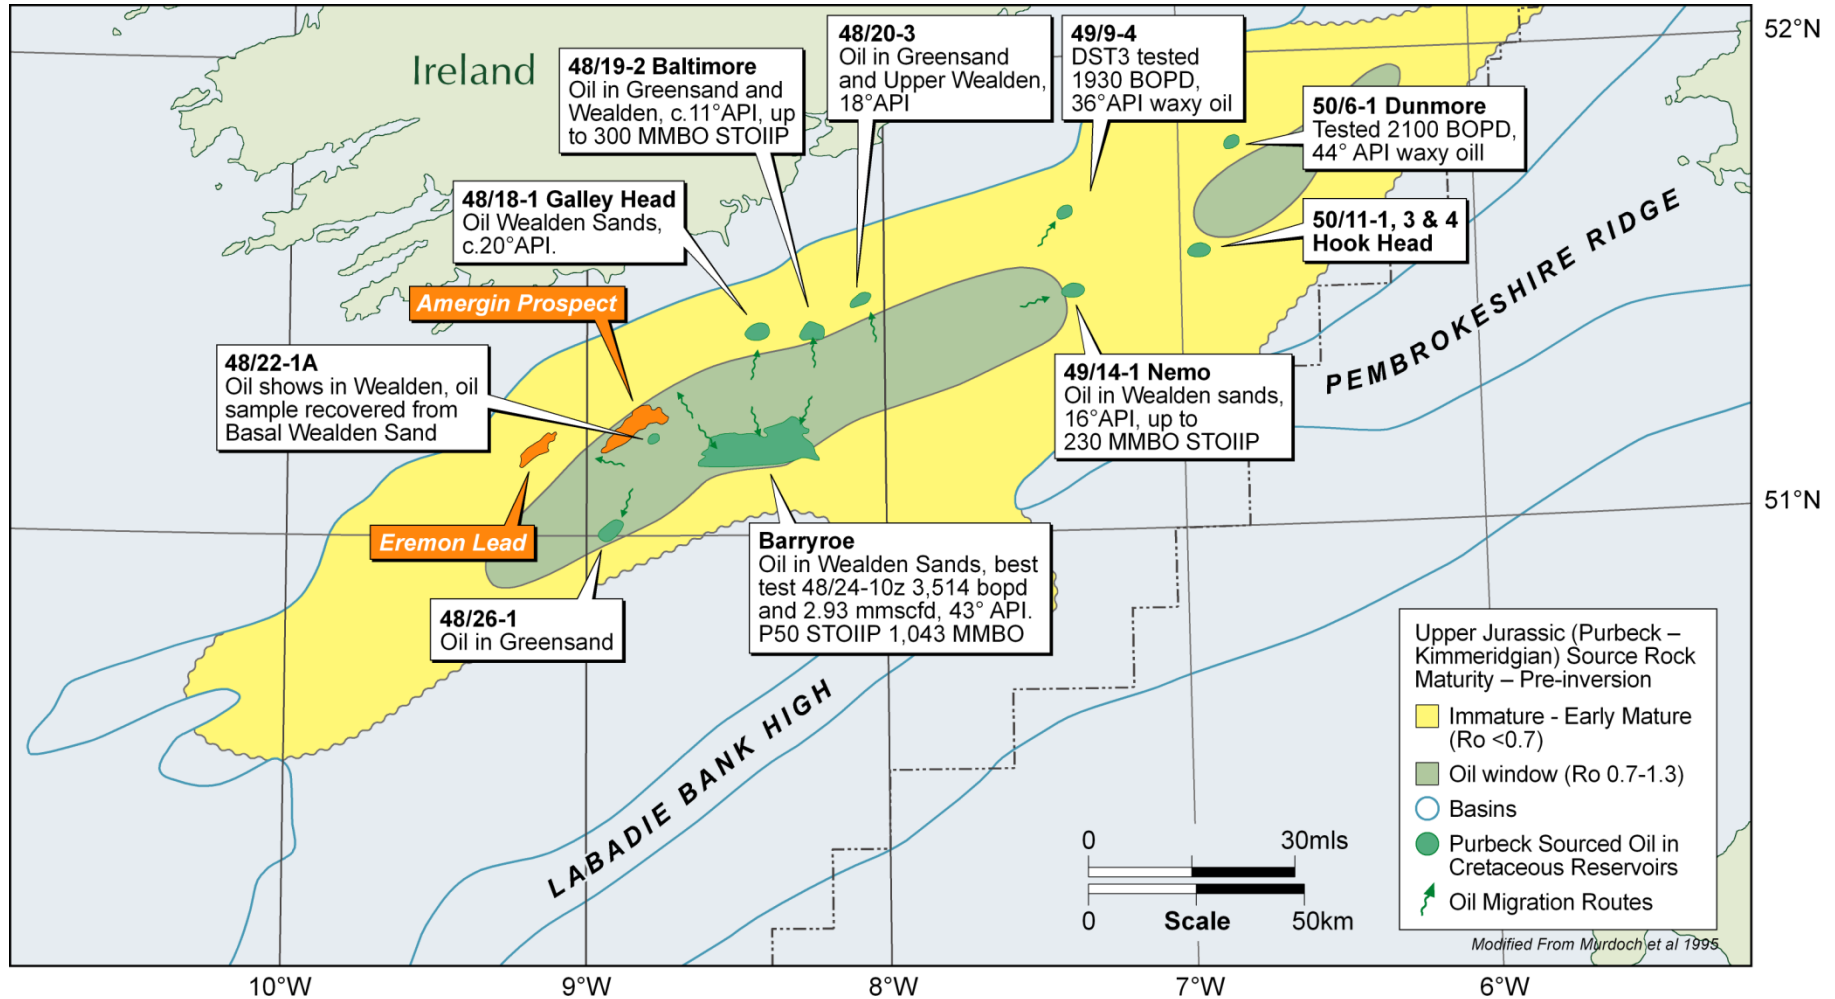 Ireland
48/19-2 Baltimore
Oil in Greensand and
Wealden, c.11°API, up
to 300 MMBO STOIIP
48/20-3
Oil in Greensand
and Upper Wealden,
18°API
49/9-4
DST3 tested
1930 BOPD,
36°API waxy oil
52°N
50/6-1 Dunmore
Tested 2100 BOPD,
44° API waxy oill
48/18-1 Galley Head
Oil Wealden Sands,
c.20°API.
50/11-1, 3 & 4
Hook Head
PEMBROKESHIRE RIDGE
Amergin Prospect
48/22-1A
Oil shows in Wealden, oil
sample recovered from
Basal Wealden Sand
49/14-1 Nemo
Oil in Wealden sands,
16°API, up to
230 MMBO STOIIP
51°N
Eremon Lead
Barryroe
Oil in Wealden Sands, best
test 48/24-10z 3,514 bopd
and 2.93 mmscfd, 43° API.
P50 STOIIP 1,043 MMBO
48/26-1
Oil in Greensand
LABADIE BANK HIGH
Upper Jurassic (Purbeck –
Kimmeridgian) Source Rock
Maturity – Pre-inversion
Immature - Early Mature
(Ro <0.7)
Oil window (Ro 0.7-1.3)
Basins
Purbeck Sourced Oil in
Cretaceous Reservoirs
Oil Migration Routes
0 30mls
0 Scale 50km
Modified From Murdoch et al 1995
10°W 9°W 8°W 7°W 6°W